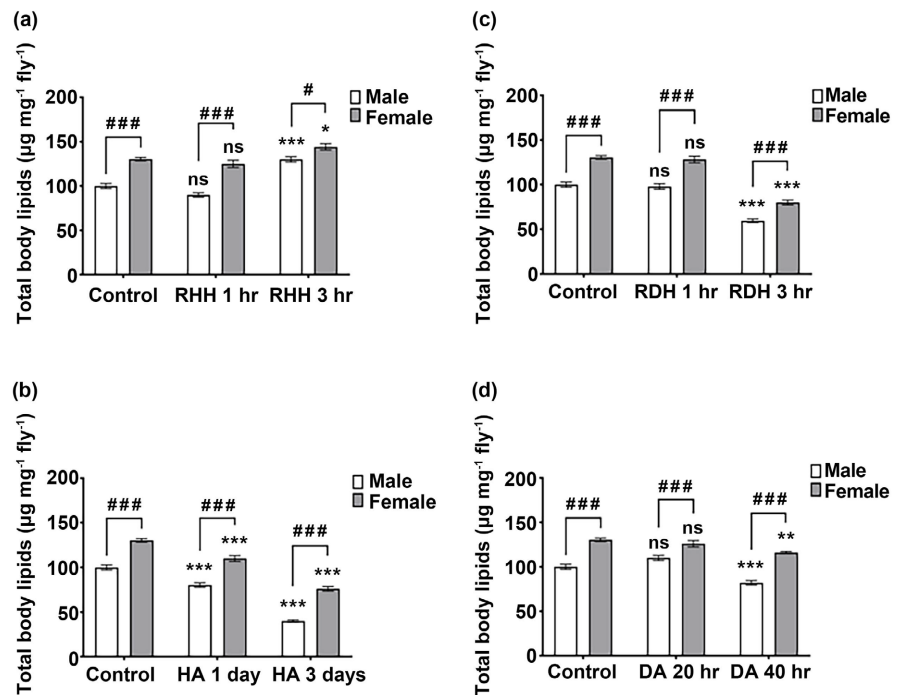 (a)
Total body lipids (µg mg⁻¹ fly⁻¹)
200
150
100
50
0
###
###
#
ns
ns
***
*
Male
Female
Control
RHH 1 hr
RHH 3 hr
(c)
Total body lipids (µg mg⁻¹ fly⁻¹)
200
150
100
50
0
###
###
###
ns
ns
***
***
Male
Female
Control
RDH 1 hr
RDH 3 hr
(b)
Total body lipids (µg mg⁻¹ fly⁻¹)
200
150
100
50
0
###
###
###
***
***
***
***
Male
Female
Control
HA 1 day
HA 3 days
(d)
Total body lipids (µg mg⁻¹ fly⁻¹)
200
150
100
50
0
###
###
###
ns
ns
***
**
Male
Female
Control
DA 20 hr
DA 40 hr